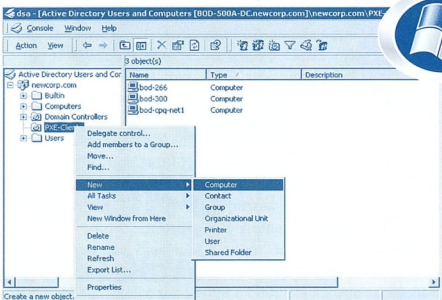 dsa - [Active Directory Users and Computers [BOD-500A-DC.newcorp.com]\newcorp.com\PXE-
Console Window Help
Action View
3 object(s)
Active Directory Users and Cor
newcorp.com
Builtin
Computers
Domain Controllers
PXE-Client
Users
Name Type Description
bod-266 Computer
bod-300 Computer
bod-cpq-net1 Computer
Delegate control...
Add members to a Group...
Move...
Find...
New
All Tasks
View
New Window from Here
Delete
Rename
Refresh
Export List...
Properties
Computer
Contact
Group
Organizational Unit
Printer
User
Shared Folder
Create a new object.